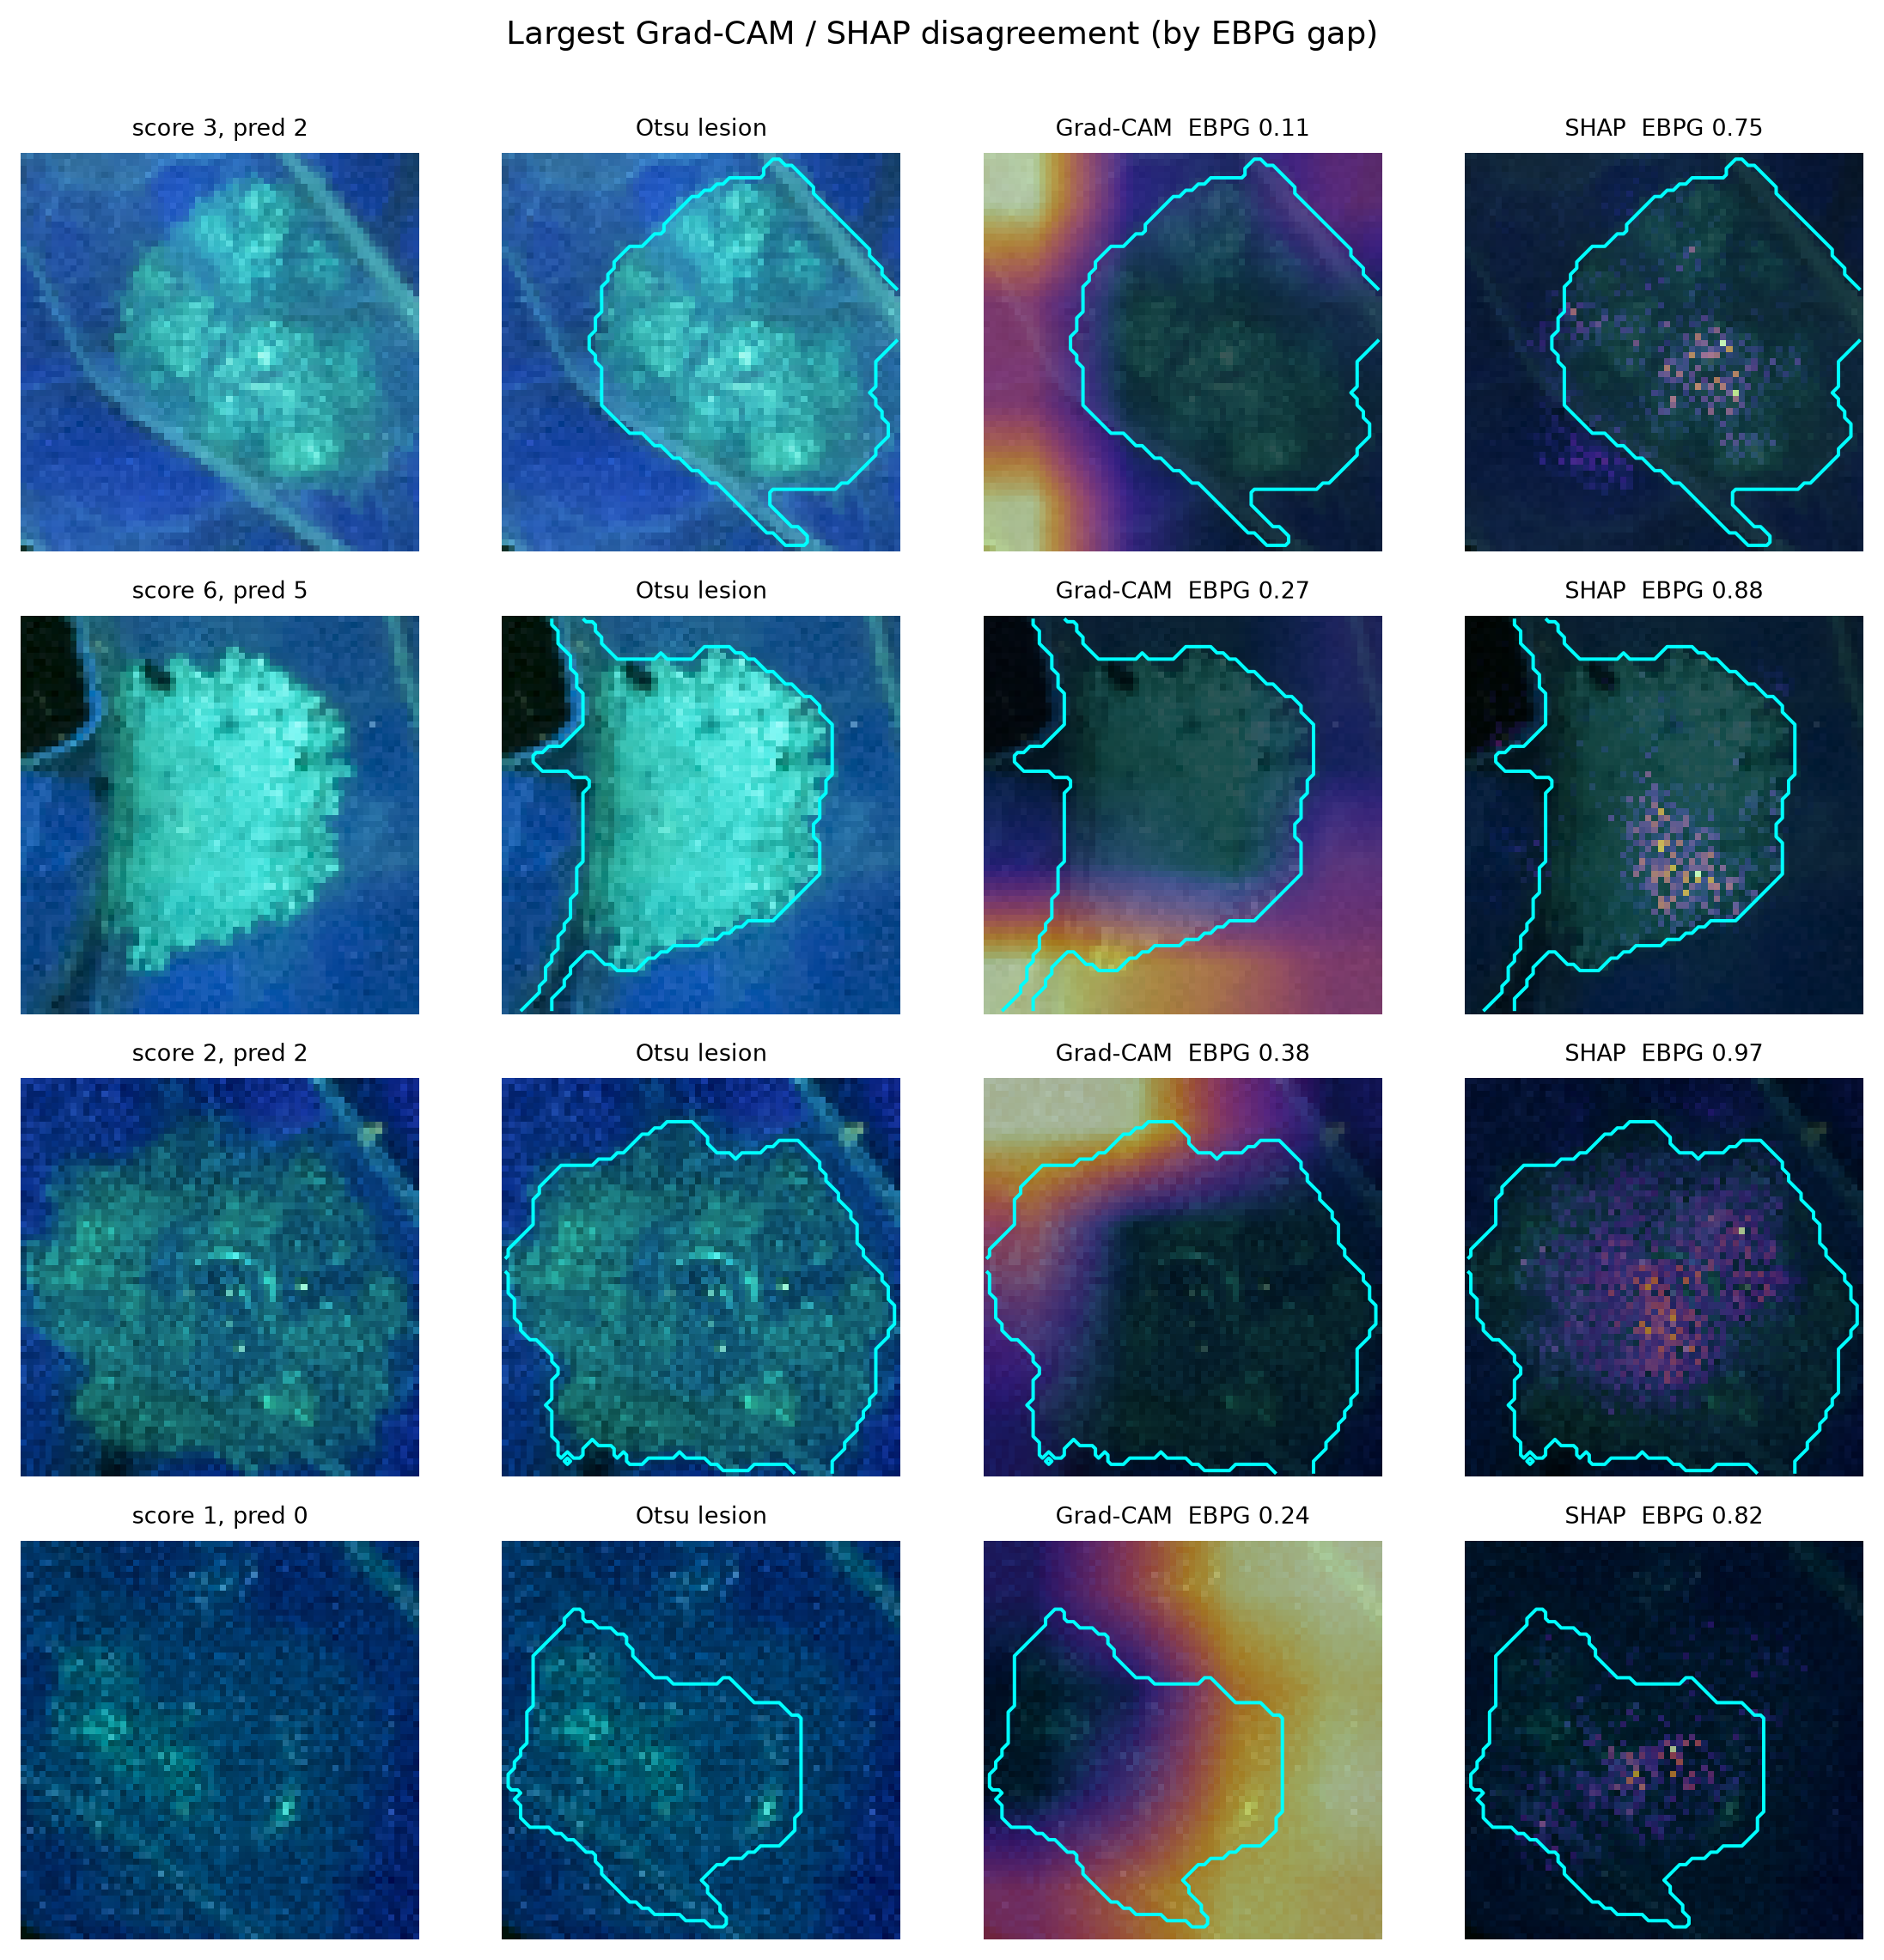 Largest Grad-CAM / SHAP disagreement (by EBPG gap)
score 3, pred 2
Otsu lesion
Grad-CAM  EBPG 0.11
SHAP  EBPG 0.75
score 6, pred 5
Otsu lesion
Grad-CAM  EBPG 0.27
SHAP  EBPG 0.88
score 2, pred 2
Otsu lesion
Grad-CAM  EBPG 0.38
SHAP  EBPG 0.97
score 1, pred 0
Otsu lesion
Grad-CAM  EBPG 0.24
SHAP  EBPG 0.82